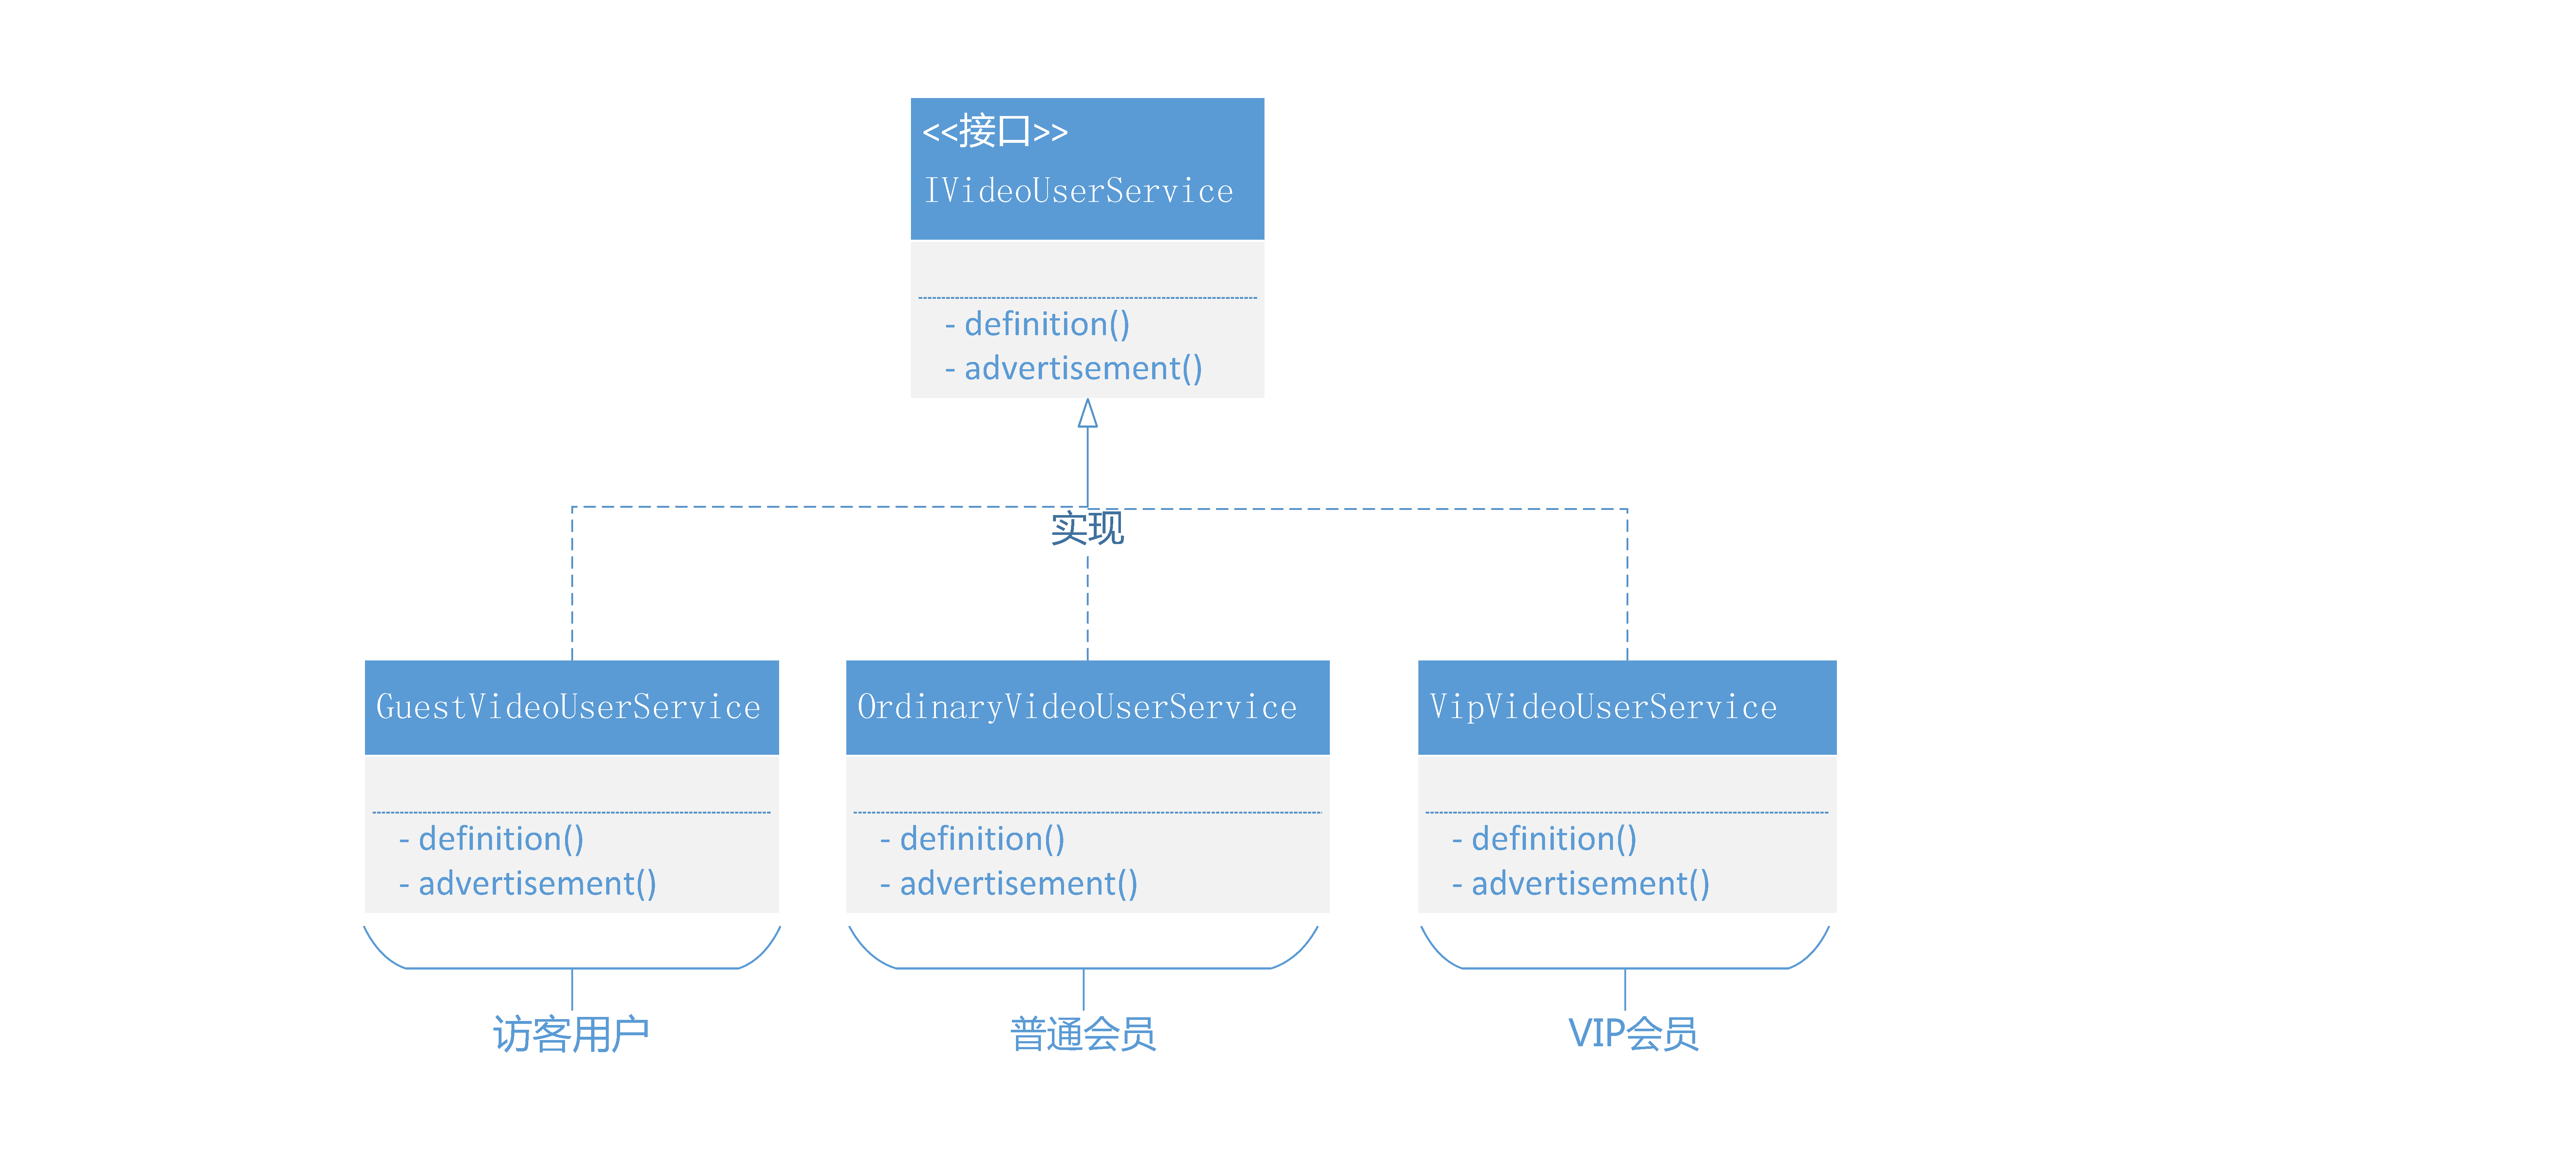 <<接口>>
IVideoUserService
- definition()
- advertisement()
实现
GuestVideoUserService
- definition()
- advertisement()
访客用户
OrdinaryVideoUserService
- definition()
- advertisement()
普通会员
VipVideoUserService
- definition()
- advertisement()
VIP会员